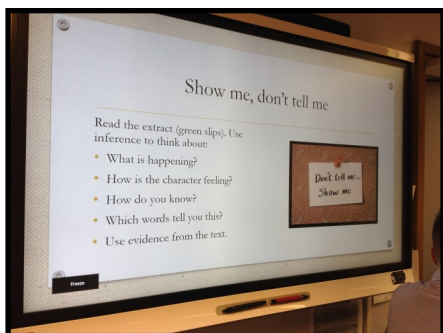 Show me, don't tell me
Read the extract (green slips). Use
inference to think about:
• What is happening?
• How is the character feeling?
• How do you know?
• Which words tell you this?
• Use evidence from the text.
Don't tell me...
Show me
Freeze